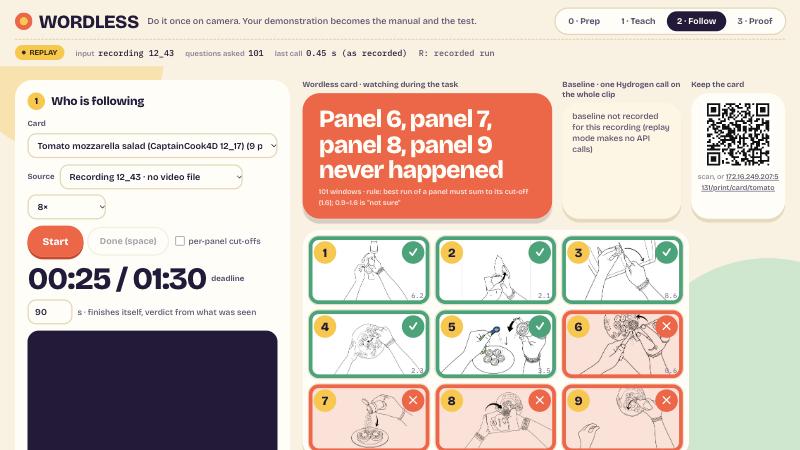 WORDLESS
Do it once on camera. Your demonstration becomes the manual and the test.
0 · Prep
1 · Teach
2 · Follow
3 · Proof
REPLAY
input recording 12_43
questions asked 101
last call 0.45 s (as recorded)
R: recorded run
1 Who is following
Card
Tomato mozzarella salad (CaptainCook4D 12_17) (9 p
Source Recording 12_43 · no video file
8×
Start
Done (space)
per-panel cut-offs
00:25 / 01:30 deadline
90 s · finishes itself, verdict from what was seen
Wordless card · watching during the task
Panel 6, panel 7,
panel 8, panel 9
never happened
101 windows · rule: best run of a panel must sum to its cut-off
(1.6); 0.9–1.6 is "not sure"
Baseline · one Hydrogen call on
the whole clip
baseline not recorded
for this recording (replay
mode makes no API
calls)
Keep the card
scan, or 172.16.249.207:5
131/print/card/tomato
1
6.2
2
2.1
3
8.6
4
5
3.5
6
7
8
9